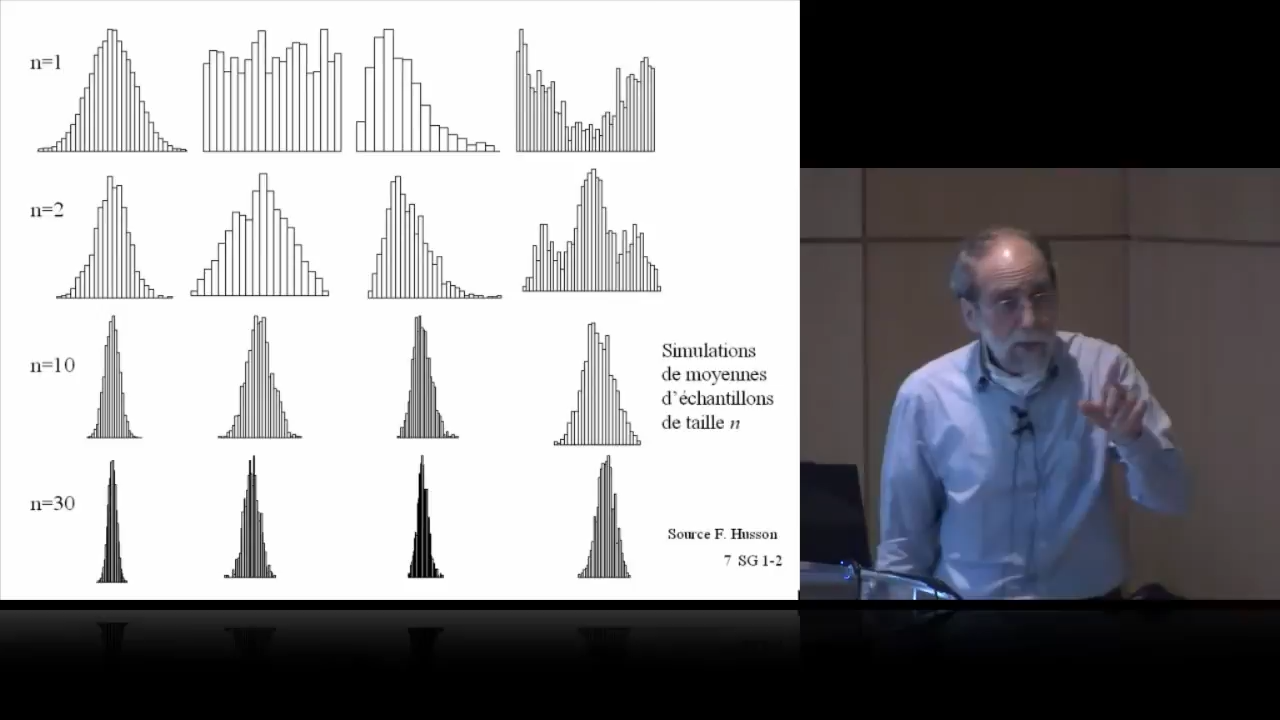 n=1
n=2
n=10
Simulations
de moyennes
d'échantillons
de taille n
n=30
Source F. Husson
7 SG 1-2